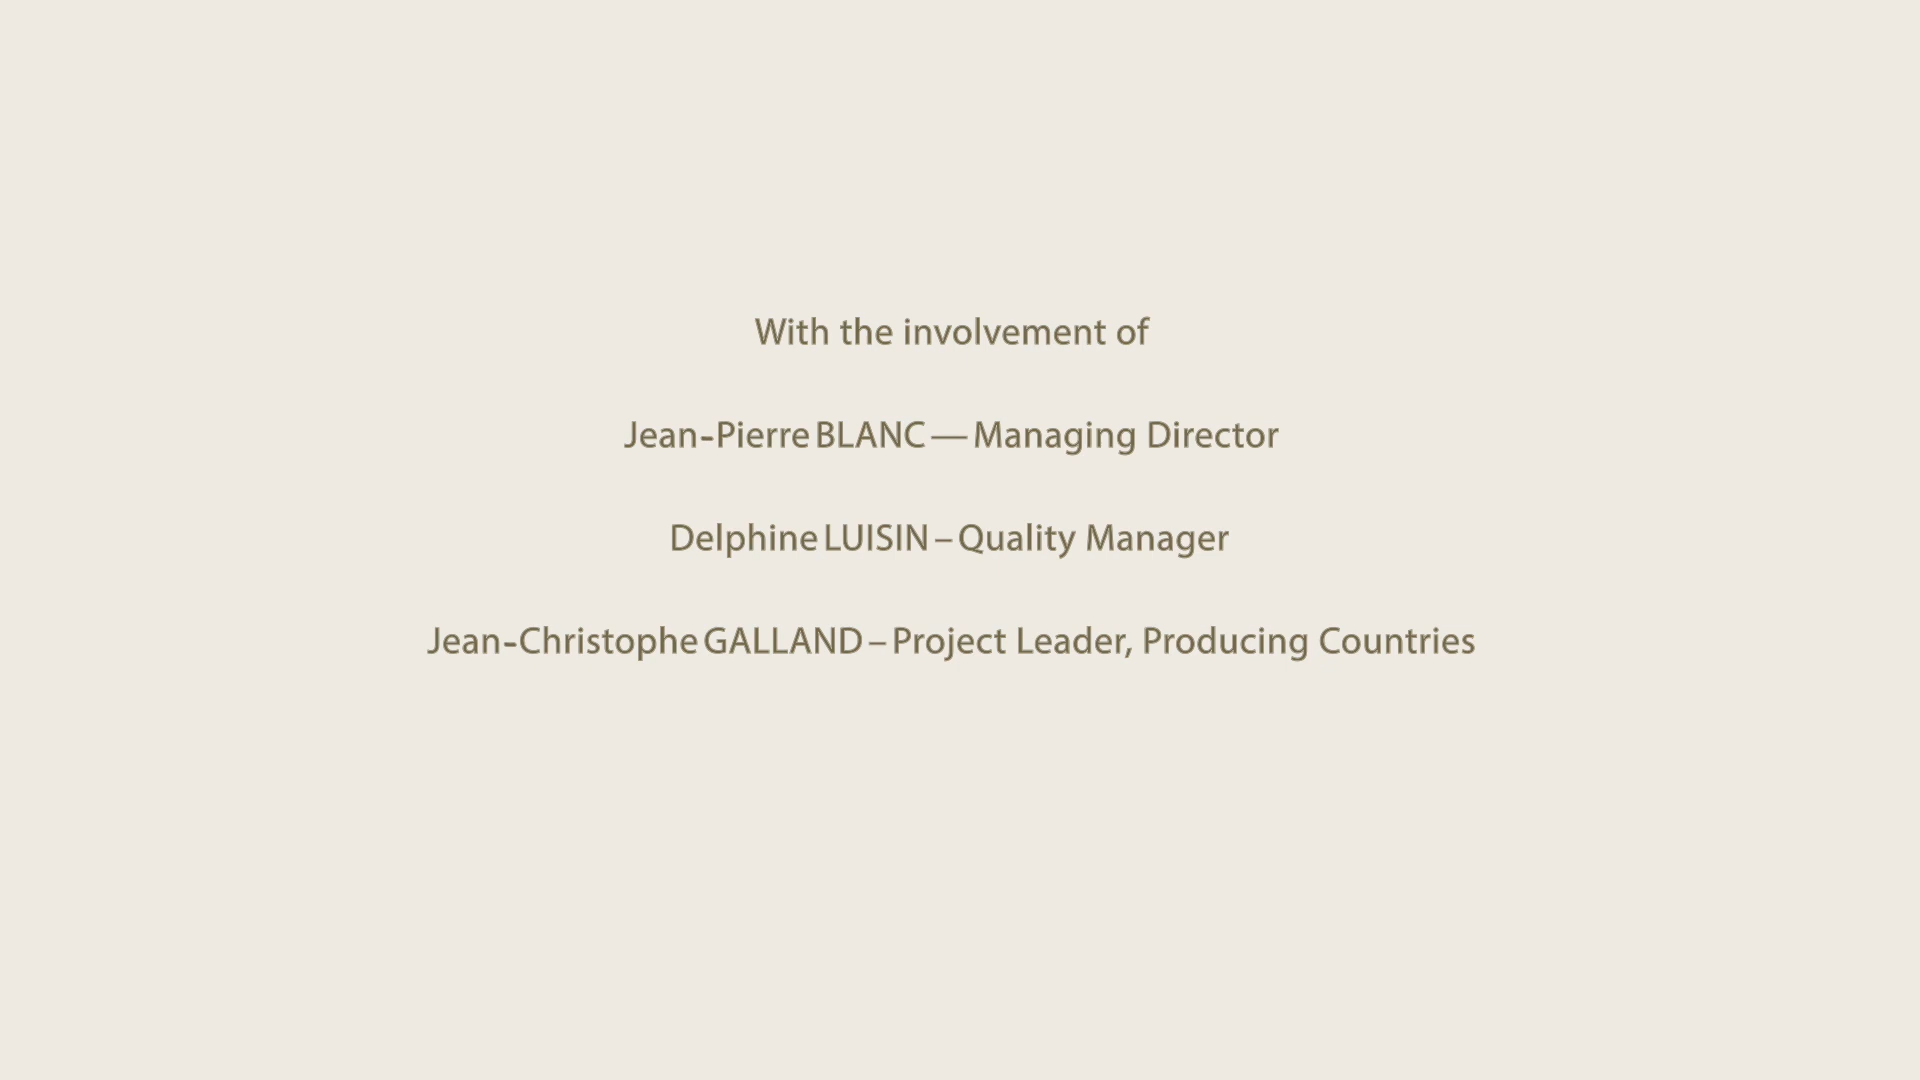 With the involvement of
Jean-Pierre BLANC — Managing Director
Delphine LUISIN – Quality Manager
Jean-Christophe GALLAND – Project Leader, Producing Countries